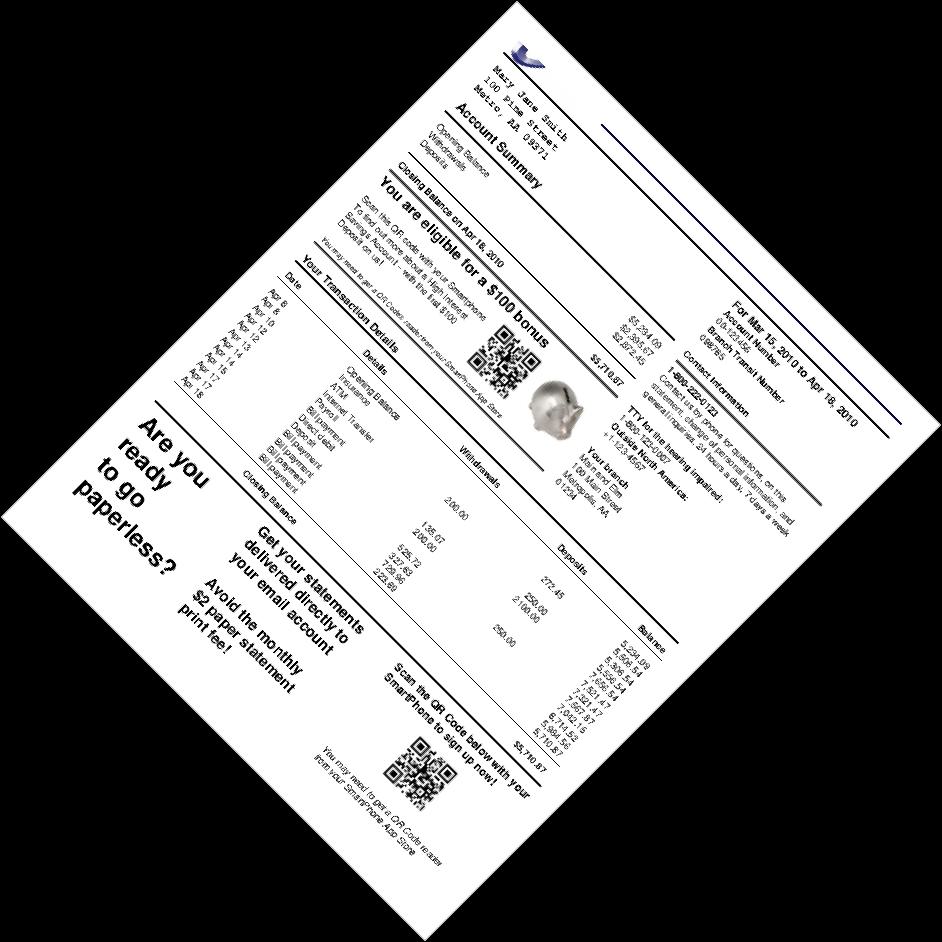 Mary Jane Smith
100 Pine Street
Metro, AA 09371
For Mar 15, 2010 to Apr 18, 2010
Account Number
00-123456
Branch Transit Number
098765
Account Summary
Opening Balance $5,234.09
Withdrawals $2,395.67
Deposits $2,872.45
Closing Balance on Apr 18, 2010 $5,710.87
Contact Information
1-800-222-0123
Contact us by phone for questions, on this
statement, change of personal information, and
general inquiries, 24 hours a day, 7 days a week
TTY for the hearing impaired:
1-800-123-0007
Outside North America:
+1-123-4567
Your branch
Main and Elm
100 Main Street
Metropolis, AA
01234
You are eligible for a $100 bonus
Scan this QR code with your Smartphone
To find out more about a High Interest
Savings Account - with the first $100
Deposit on us!
You may need to get a QR Codes reader from your SmartPhone App Store
Your Transaction Details
Date Details Withdrawals Deposits Balance
Apr 8 Opening Balance 5,234.09
Apr 8 Insurance 272.45 5,506.54
Apr 10 ATM 200.00 5,306.54
Apr 12 Internet Transfer 250.00 5,556.54
Apr 13 Payroll 2100.00 7,656.54
Apr 14 Bill payment 135.07 7,521.47
Apr 14 Direct debit 200.00 7,321.47
Apr 15 Deposit 250.00 7,567.87
Bill payment 525.72 7,042.15
Apr 17 Bill payment 327.63 6,714.52
Apr 17 Bill payment 729.96 5,984.56
Apr 18 Bill payment 223.69 5,710.87
Closing Balance $5,710.87
Are you
ready
to go
paperless?
Get your statements
delivered directly to
your email account
Avoid the monthly
$2 paper statement
print fee!
Scan the QR Code below with your
SmartPhone to sign up now!
You may need to get a QR Code reader
from your SmartPhone App Store